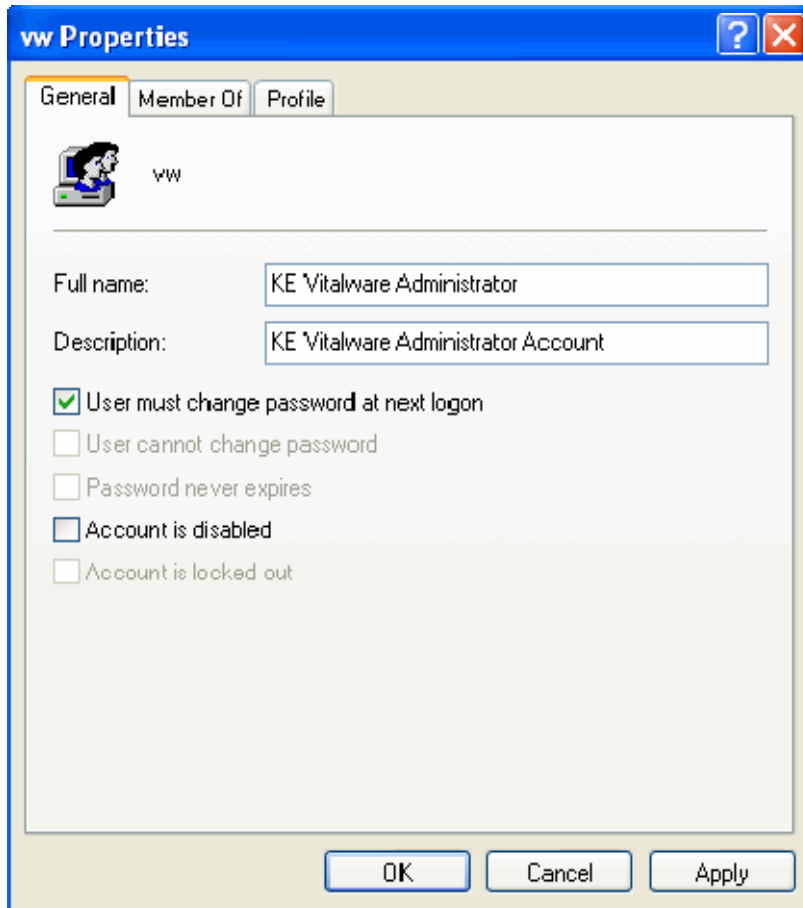 vw Properties
General Member Of Profile
vw
Full name: KE Vitalware Administrator
Description: KE Vitalware Administrator Account
User must change password at next logon
User cannot change password
Password never expires
Account is disabled
Account is locked out
OK Cancel Apply